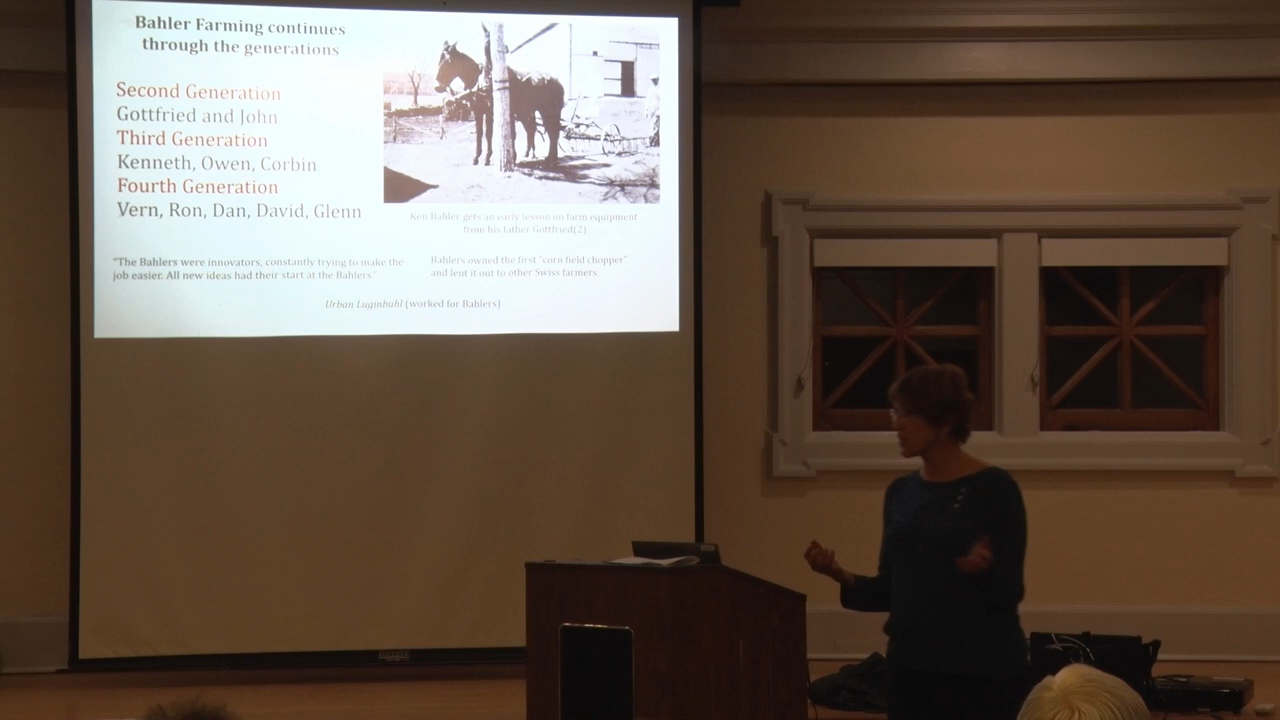 Bahler Farming continues
through the generations
Second Generation
Gottfried and John
Third Generation
Kenneth, Owen, Corbin
Fourth Generation
Vern, Ron, Dan, David, Glenn
Ken Bahler gets an early lesson on farm equipment
from his father Gottfried(2)
"The Bahlers were innovators, constantly trying to make the
job easier. All new ideas had their start at the Bahlers."
Bahlers owned the first "corn field chopper"
and lent it out to other Swiss farmers
Urban Luginbuhl (worked for Bahlers)